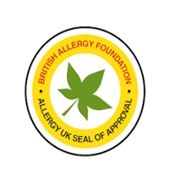 BRITISH ALLERGY FOUNDATION
ALLERGY UK SEAL OF APPROVAL